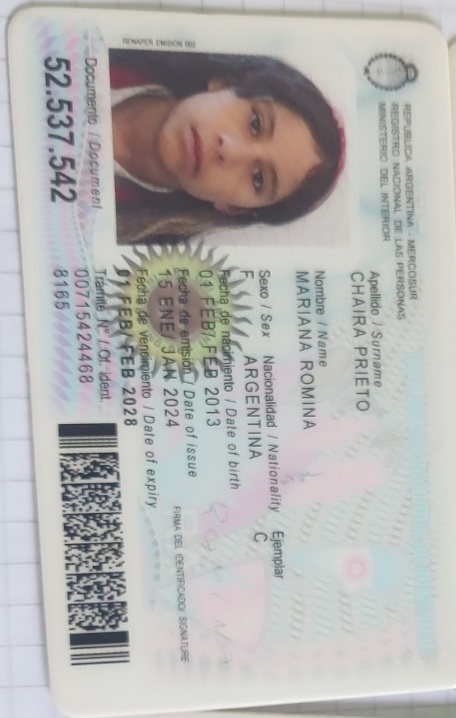 REPÚBLICA ARGENTINA - MERCOSUR
REGISTRO NACIONAL DE LAS PERSONAS
MINISTERIO DEL INTERIOR
RENAPER EMISIÓN
Apellido / Surname
CHAIRA PRIETO
Nombre / Name
MARIANA ROMINA
Sexo / Sex Nacionalidad / Nationality Ejemplar
F ARGENTINA C
Fecha de nacimiento / Date of birth
01 FEB/ FEB 2013
Fecha de emisión / Date of issue
15 ENE/ JAN 2024
Fecha de vencimiento / Date of expiry
01 FEB/ FEB 2028
FIRMA DEL IDENTIFICADO/ SIGNATURE
Documento / Document
52.537.542
Trámite Nº / Of. ident.
00715424468
8165